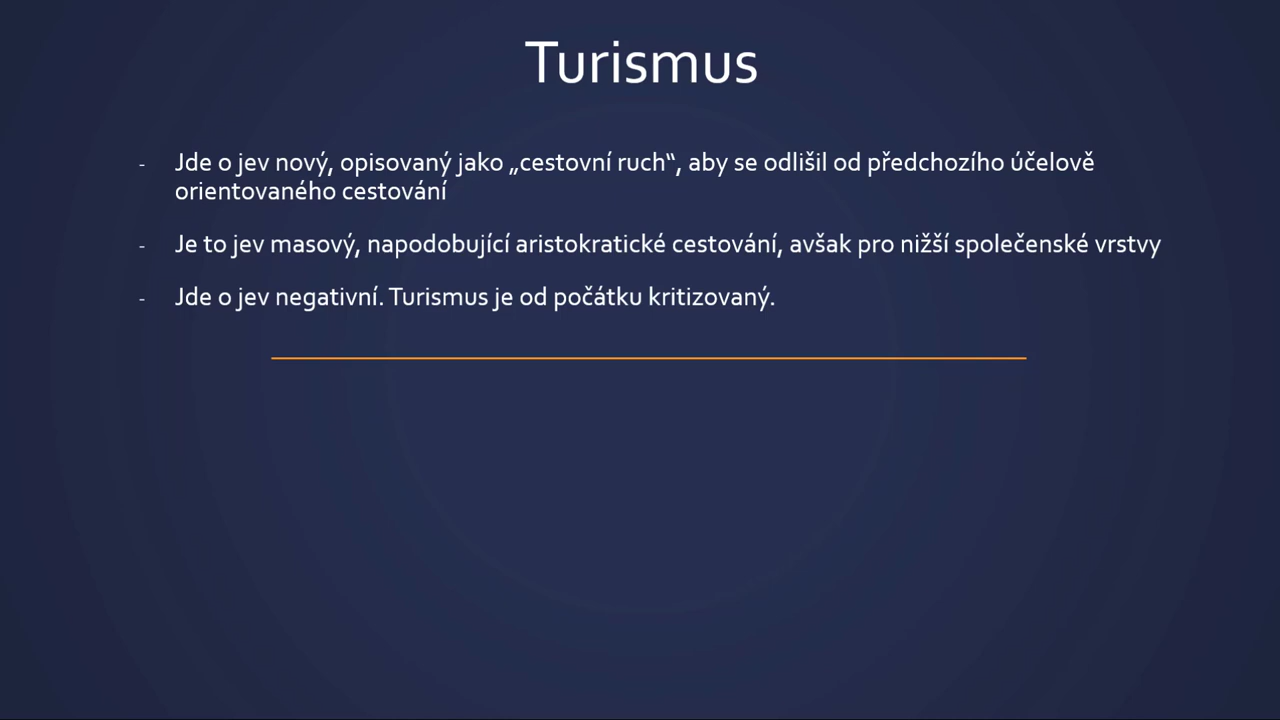 Turismus
- Jde o jev nový, opisovaný jako „cestovní ruch“, aby se odlišil od předchozího účelově
orientovaného cestování
- Je to jev masový, napodobující aristokratické cestování, avšak pro nižší společenské vrstvy
- Jde o jev negativní. Turismus je od počátku kritizovaný.